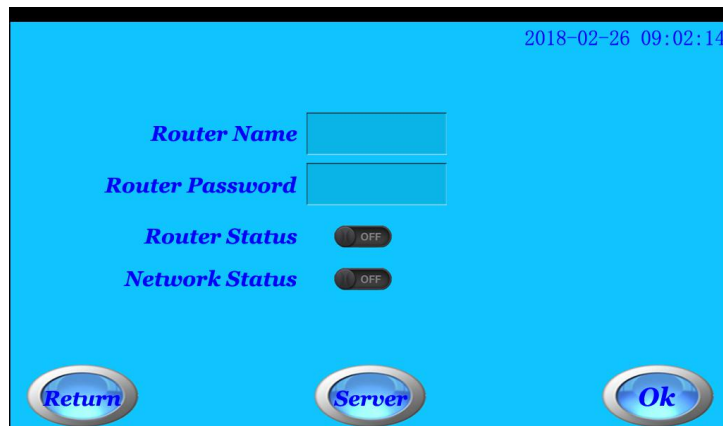 2018-02-26 09:02:14
Router Name
Router Password
Router Status OFF
Network Status OFF
Return Server Ok